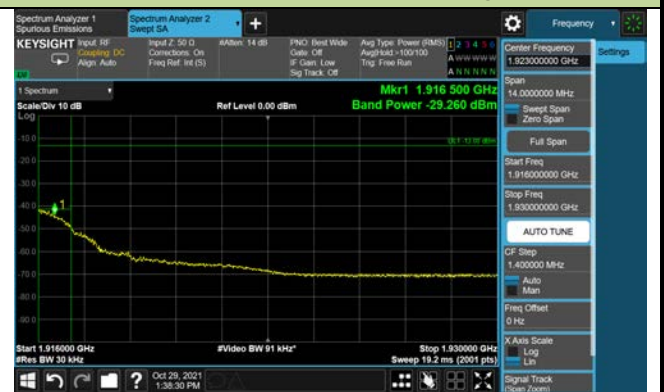 Spectrum Analyzer 1
Spurious Emissions
Spectrum Analyzer 2
Swept SA
+
Frequency
KEYSIGHT
Input: RF
Coupling: DC
Align: Auto
Input Z: 50 Ω
Corrections: On
Freq Ref: Int (S)
#Atten: 14 dB
PNO: Best Wide
Gate: Off
IF Gain: Low
Sig Track: Off
Avg Type: Power (RMS)
Avg|Hold:>100/100
Trig: Free Run
1 2 3 4 5 6
A W W W W W
A N N N N N
Center Frequency
1.923000000 GHz
Settings
Span
14.0000000 MHz
Swept Span
Zero Span
Full Span
Start Freq
1.916000000 GHz
Stop Freq
1.930000000 GHz
AUTO TUNE
CF Step
1.400000 MHz
Auto
Man
Freq Offset
0 Hz
X Axis Scale
Log
Lin
Signal Track
(Span Zoom)
1 Spectrum
Scale/Div 10 dB
Log
Ref Level 0.00 dBm
Mkr1 1.916 500 GHz
Band Power -29.260 dBm
-10.0
-20.0
-30.0
-40.0
-50.0
-60.0
-70.0
-80.0
-90.0
1
Start 1.916000 GHz
#Res BW 30 kHz
#Video BW 91 kHz*
Stop 1.930000 GHz
Sweep 19.2 ms (2001 pts)
?
Oct 29, 2021
1:38:30 PM